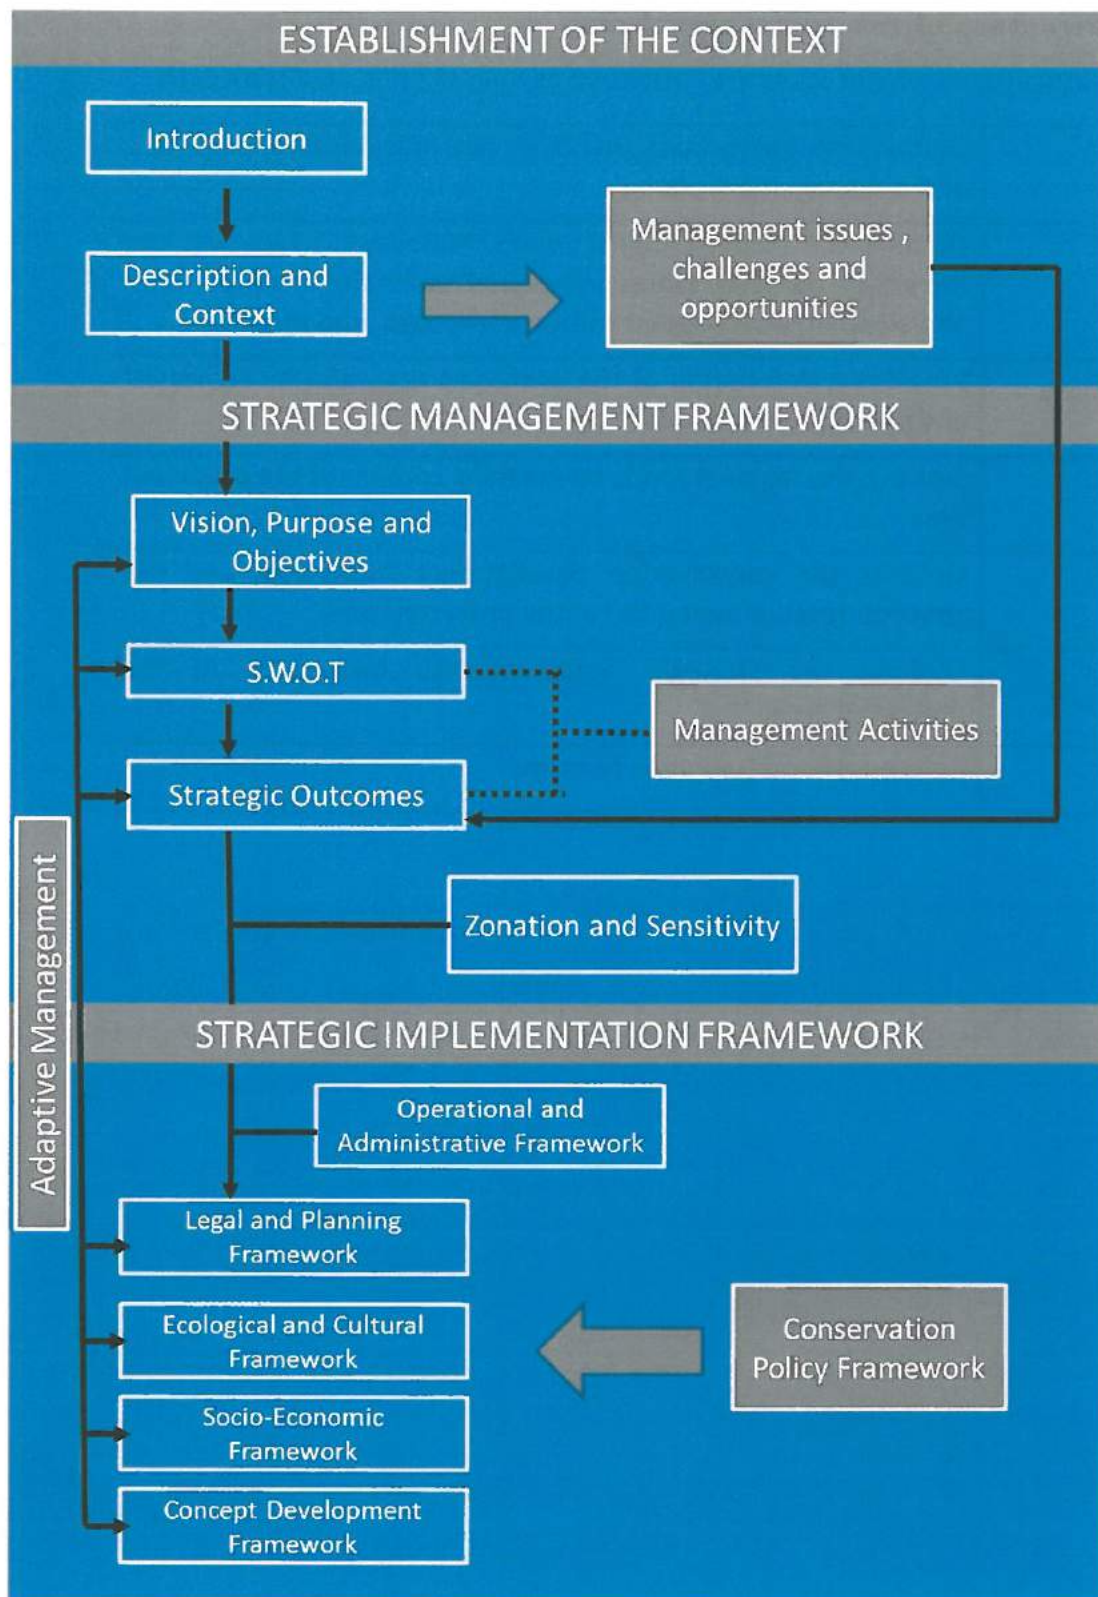 ESTABLISHMENT OF THE CONTEXT
Introduction
Description and
Context
Management issues ,
challenges and
opportunities
STRATEGIC MANAGEMENT FRAMEWORK
Vision, Purpose and
Objectives
S.W.O.T
Management Activities
Strategic Outcomes
Zonation and Sensitivity
Adaptive Management
STRATEGIC IMPLEMENTATION FRAMEWORK
Operational and
Administrative Framework
Legal and Planning
Framework
Ecological and Cultural
Framework
Conservation
Policy Framework
Socio-Economic
Framework
Concept Development
Framework